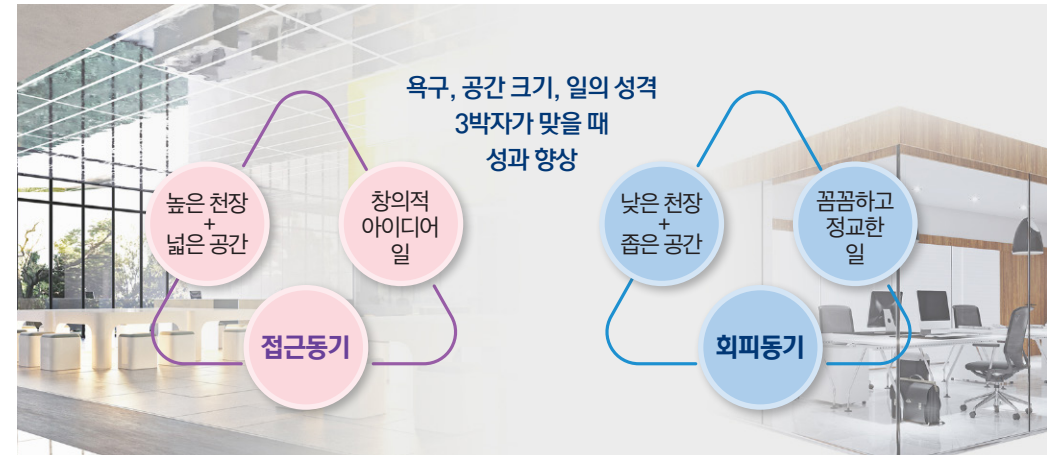 욕구, 공간 크기, 일의 성격
3박자가 맞을 때
성과 향상
높은 천장
+
넓은 공간
창의적
아이디어
일
접근동기
낮은 천장
+
좁은 공간
꼼꼼하고
정교한
일
회피동기